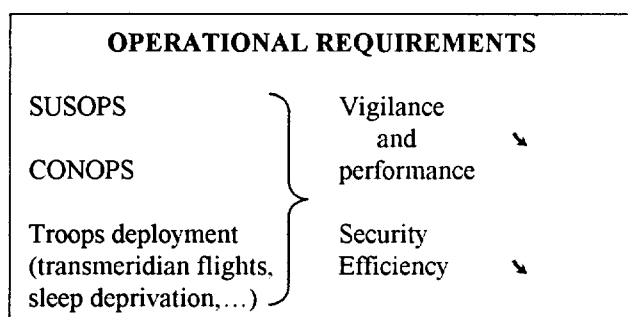 OPERATIONAL REQUIREMENTS
SUSOPS
CONOPS
Troops deployment
(transmeridian flights,
sleep deprivation,…)
Vigilance
and
performance
Security
Efficiency